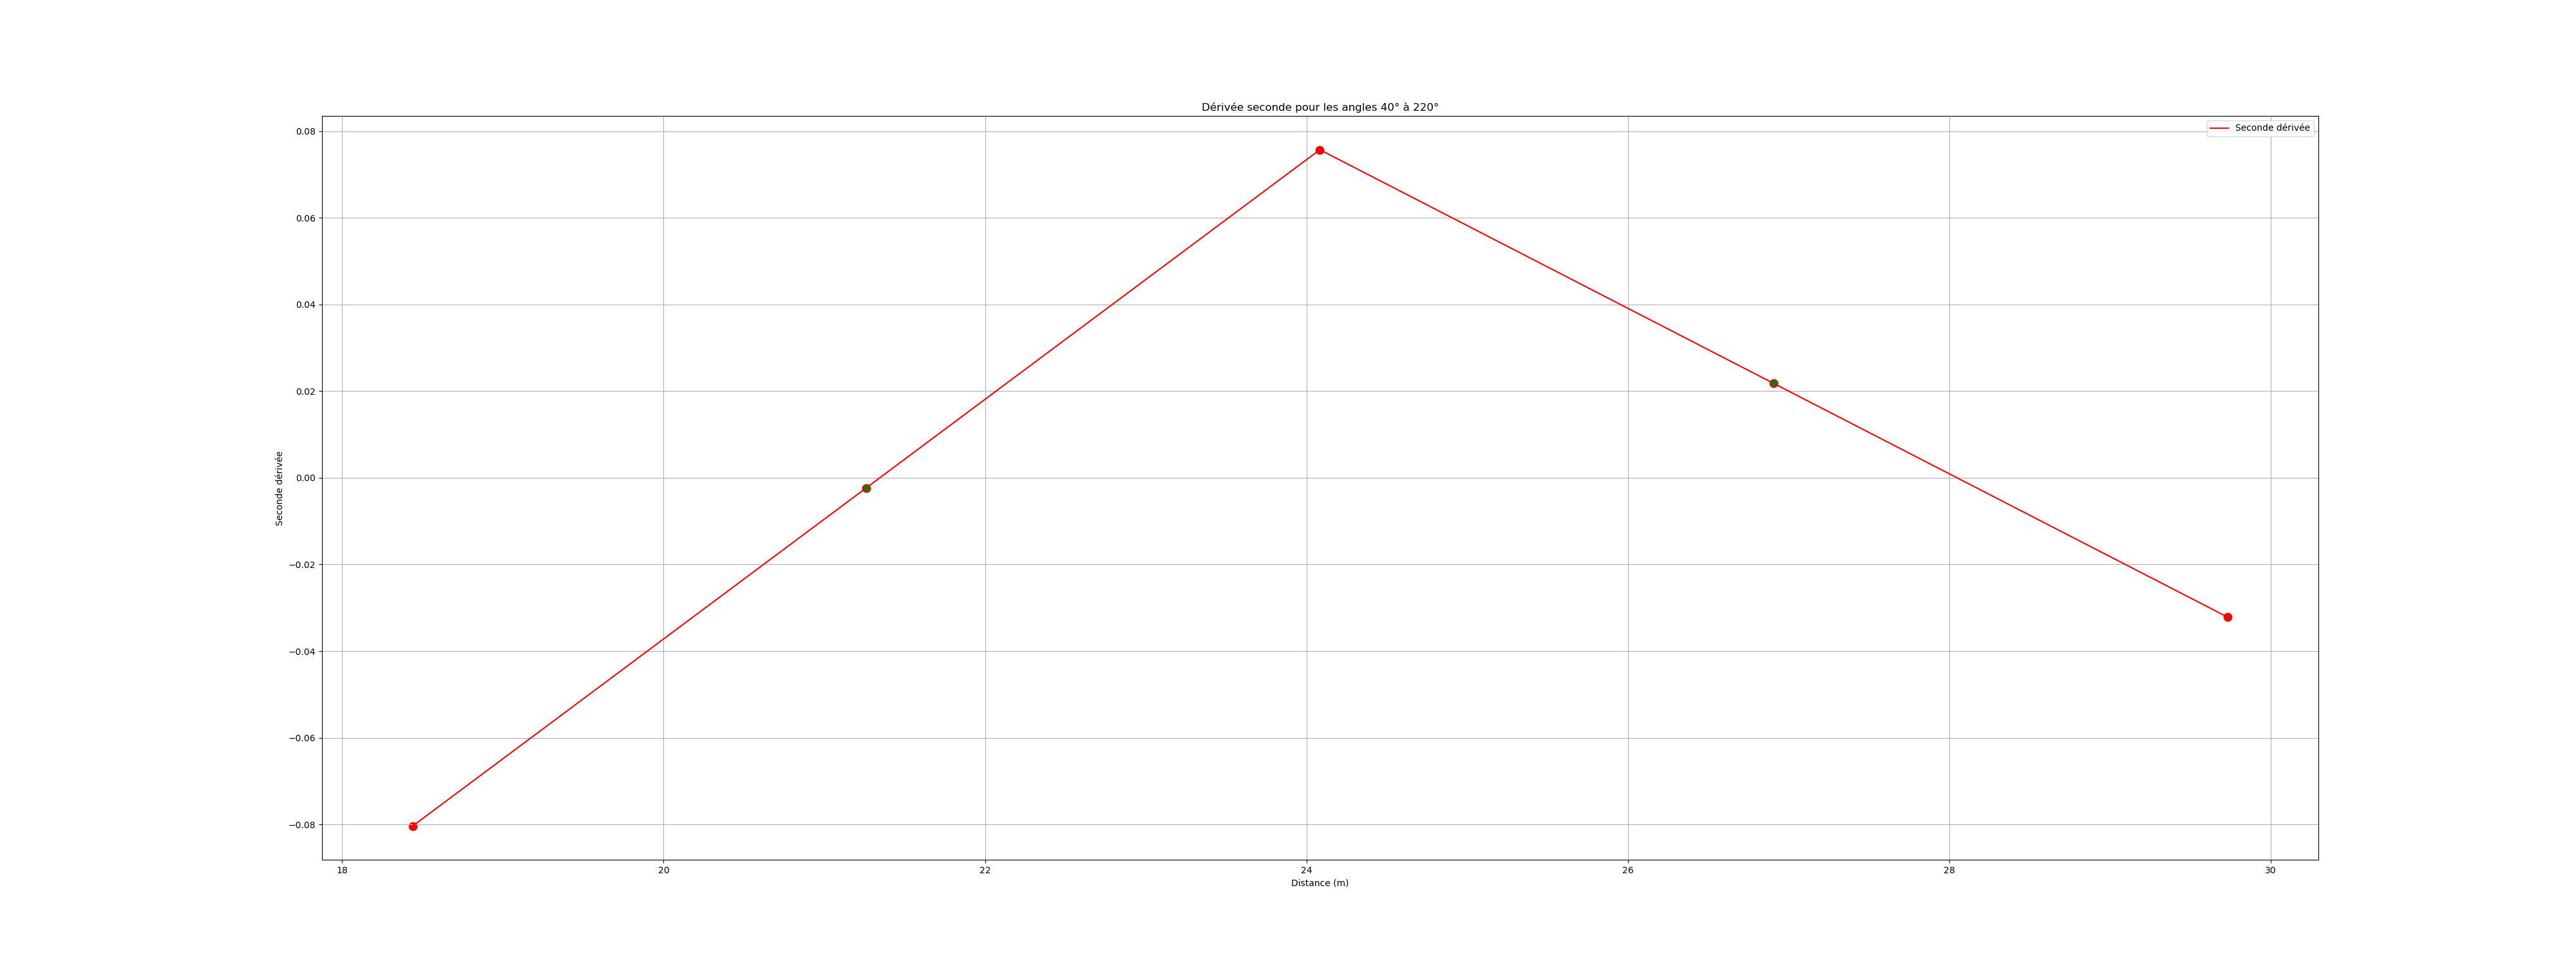 Dérivée seconde pour les angles 40° à 220°
Seconde dérivée
0.08
0.06
0.04
0.02
0.00
−0.02
−0.04
−0.06
−0.08
Seconde dérivée
18 20 22 24 26 28 30
Distance (m)